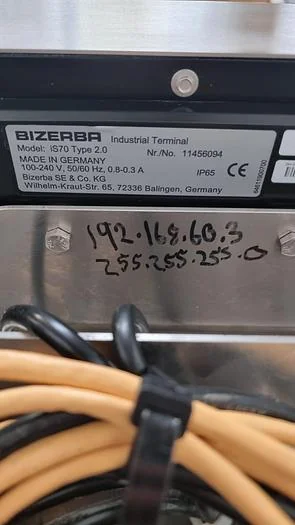 BIZERBA Industrial Terminal
Model: iS70 Type 2.0 Nr./No. 11456094
MADE IN GERMANY
100-240 V, 50/60 Hz, 0.8-0.3 A IP65 CE
Bizerba SE & Co. KG
Wilhelm-Kraut-Str. 65, 72336 Balingen, Germany
192.168.60.3
255.255.255.0